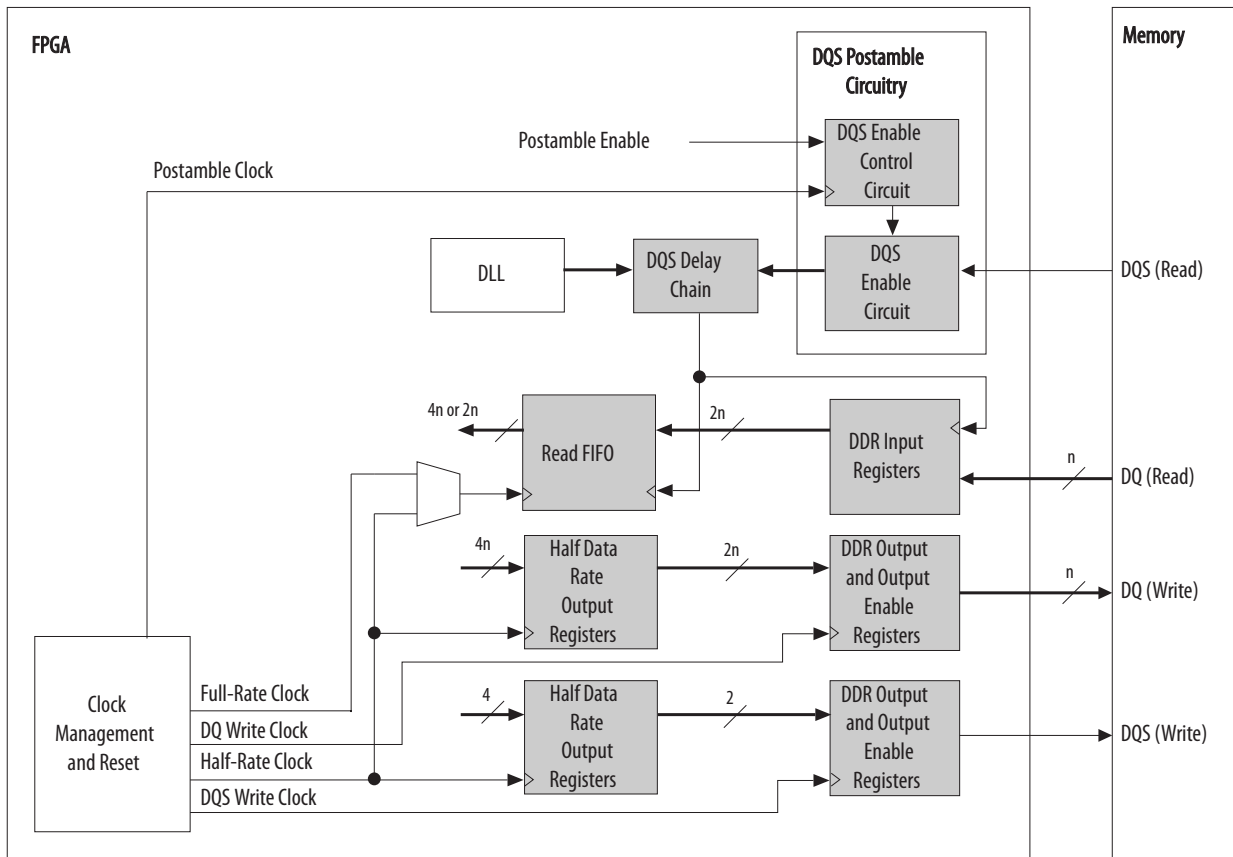 FPGA
Memory
DQS Postamble
Circuitry
Postamble Enable
DQS Enable
Control
Circuit
Postamble Clock
DLL
DQS Delay
Chain
DQS
Enable
Circuit
DQS (Read)
4n or 2n
Read FIFO
2n
DDR Input
Registers
n
DQ (Read)
4n
Half Data
Rate
Output
Registers
2n
DDR Output
and Output
Enable
Registers
n
DQ (Write)
Clock
Management
and Reset
Full-Rate Clock
DQ Write Clock
Half-Rate Clock
DQS Write Clock
4
Half Data
Rate
Output
Registers
2
DDR Output
and Output
Enable
Registers
DQS (Write)